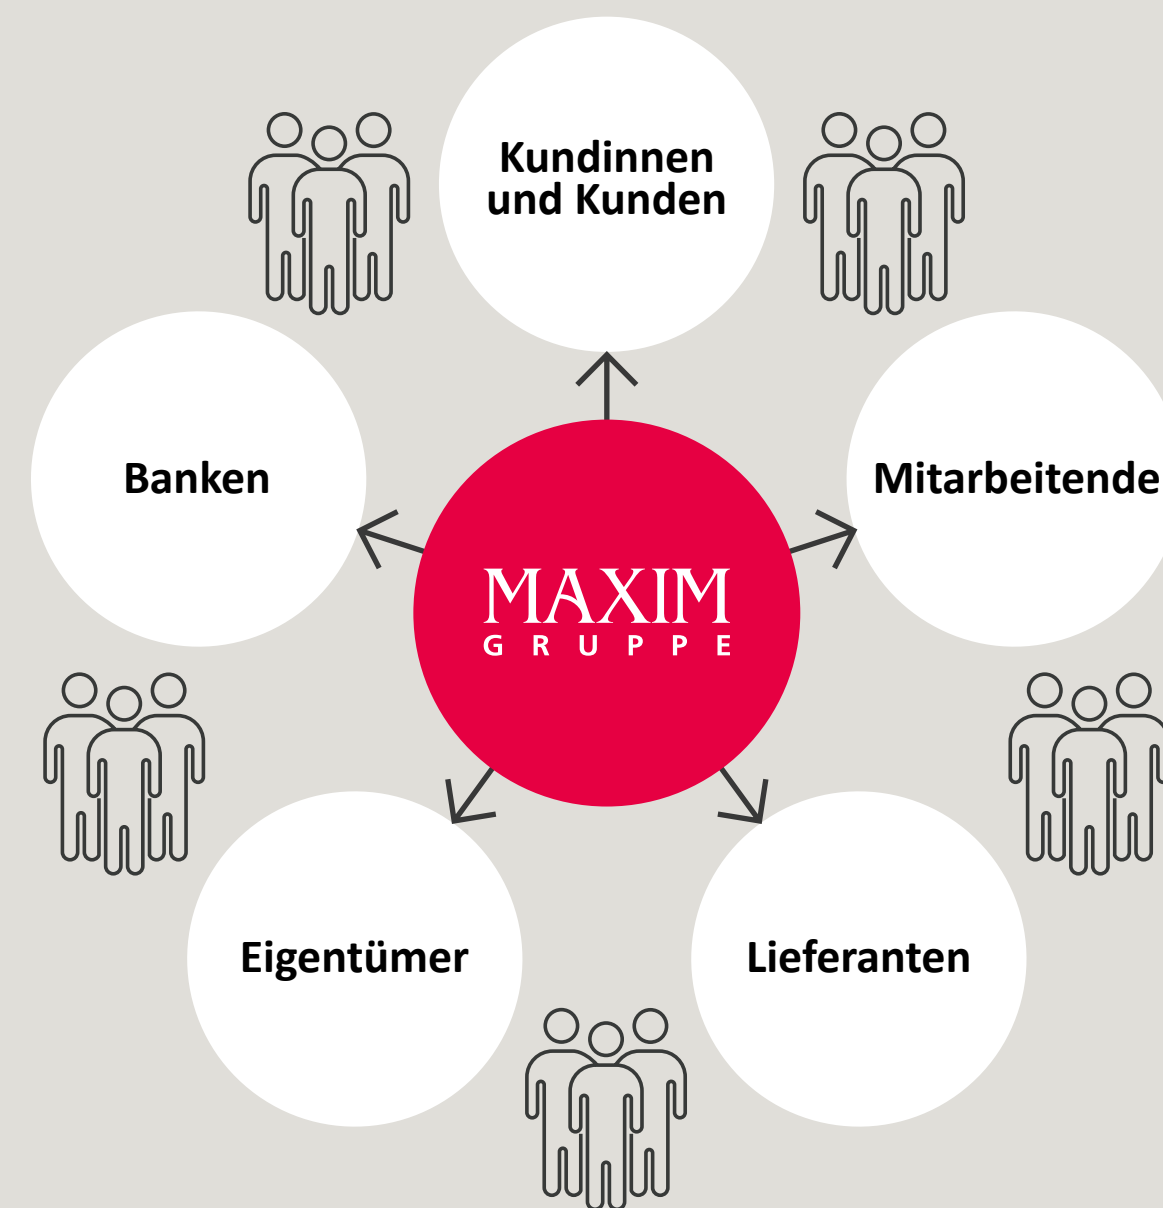 Kundinnen
und Kunden
Banken
Mitarbeitende
MAXIM
GRUPPE
Eigentümer
Lieferanten